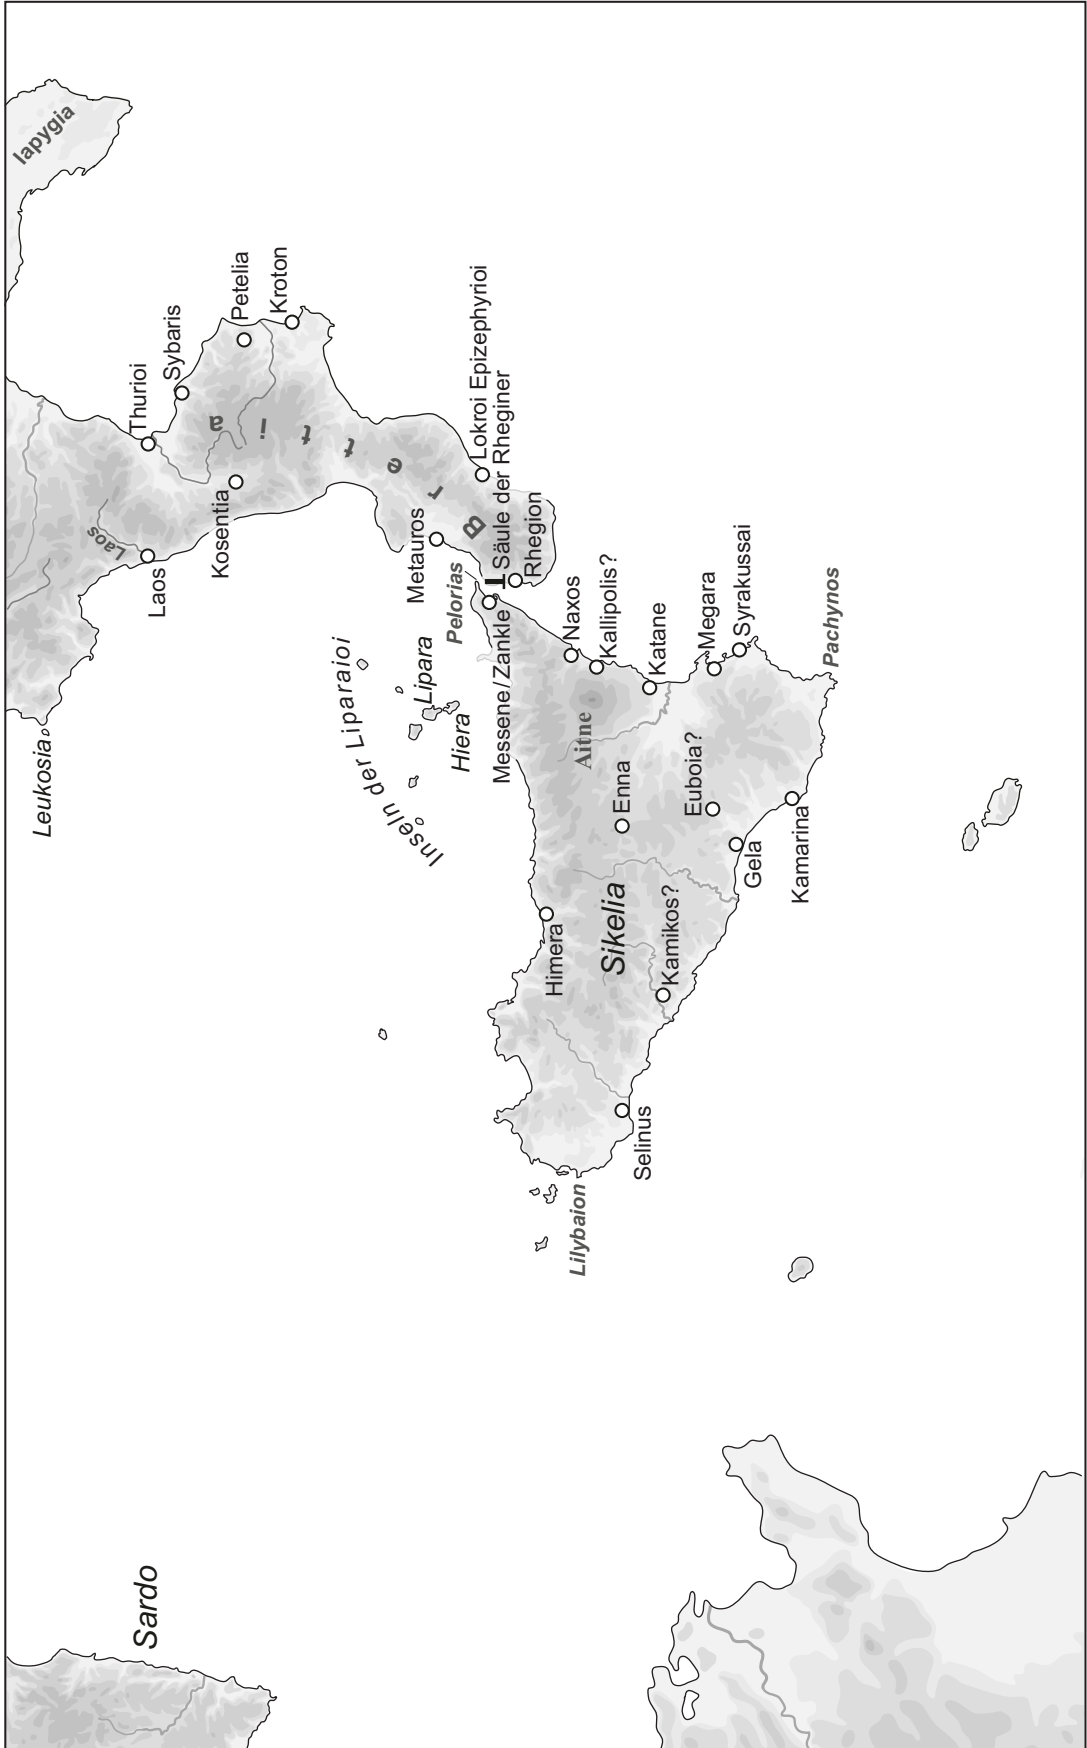 Iapygia
Thurioi
Sybaris
Petelia
Kroton
Laos
Laos
Kosentia
Brettia
Leukosia
Metauros
Lokroi Epizephyrioi
Säule der Rheginer
Rhegion
Pelorias
Inseln der Liparaioi
Lipara
Hiera
Messene/Zankle
Naxos
Kallipolis?
Aitne
Katane
Megara
Syrakussai
Pachynos
Enna
Euboia?
Himera
Sikelia
Kamikos?
Gela
Kamarina
Selinus
Lilybaion
Sardo